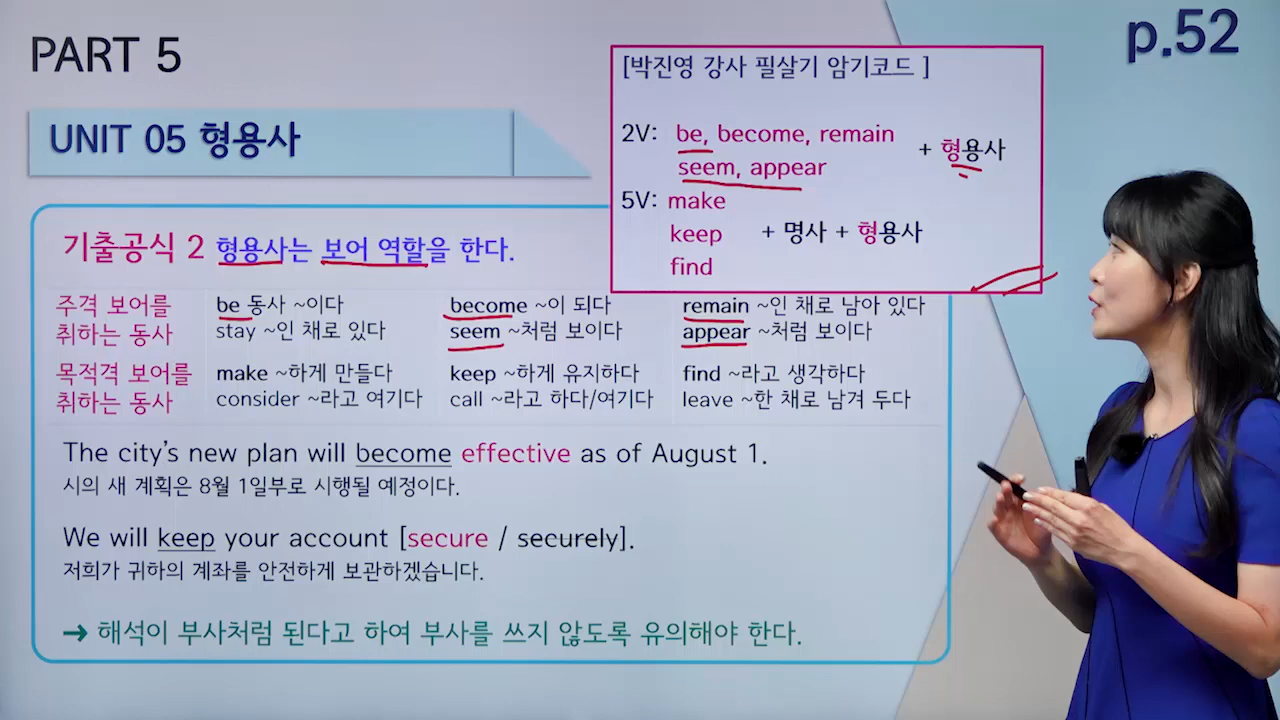 PART 5
p.52
UNIT 05 형용사
[박진영 강사 필살기 암기코드 ]
2V: be, become, remain
seem, appear
+ 형용사
5V: make
keep
find
+ 명사 + 형용사
기출공식 2 형용사는 보어 역할을 한다.
주격 보어를 취하는 동사
be 동사 ~이다 become ~이 되다 remain ~인 채로 남아 있다
stay ~인 채로 있다 seem ~처럼 보이다 appear ~처럼 보이다
목적격 보어를 취하는 동사
make ~하게 만들다 keep ~하게 유지하다 find ~라고 생각하다
consider ~라고 여기다 call ~라고 하다/여기다 leave ~한 채로 남겨 두다
The city's new plan will become effective as of August 1.
시의 새 계획은 8월 1일부로 시행될 예정이다.
We will keep your account [secure / securely].
저희가 귀하의 계좌를 안전하게 보관하겠습니다.
→ 해석이 부사처럼 된다고 하여 부사를 쓰지 않도록 유의해야 한다.